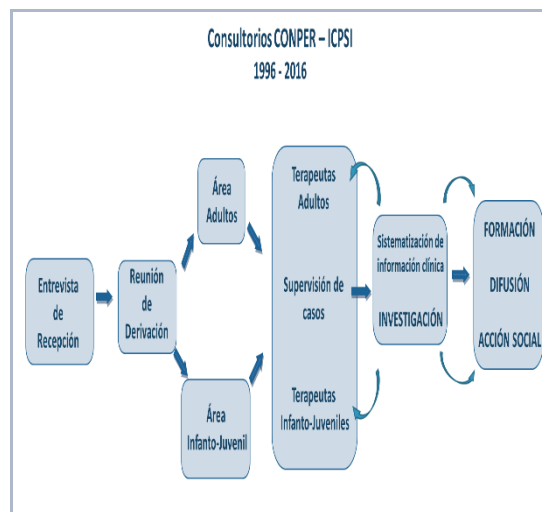 Consultorios CONPER – ICPSI
1996 - 2016
Entrevista
de
Recepción
Reunión
de
Derivación
Área
Adultos
Área
Infanto-Juvenil
Terapeutas
Adultos
Supervisión de
casos
Terapeutas
Infanto-Juveniles
Sistematización de
información clínica
INVESTIGACIÓN
FORMACIÓN
DIFUSIÓN
ACCIÓN SOCIAL